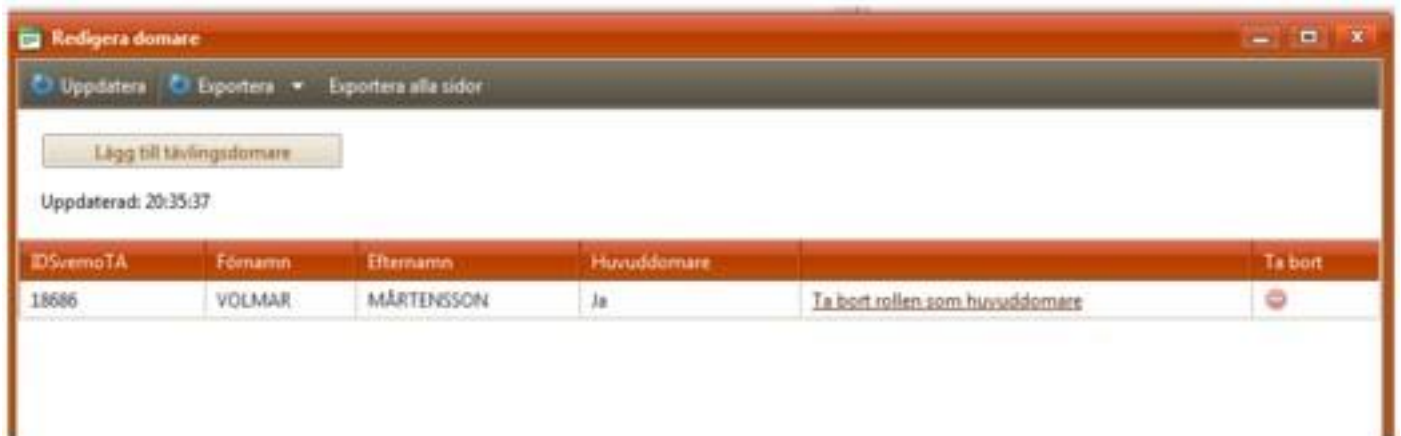 Redigera domare
Uppdatera Exportera Exportera alla sidor
Lägg till tävlingsdomare
Uppdaterad: 20:35:37
IDSvemoTA Förnamn Efternamn Huvuddomare Ta bort
18686 VOLMAR MÅRTENSSON Ja Ta bort rollen som huvuddomare